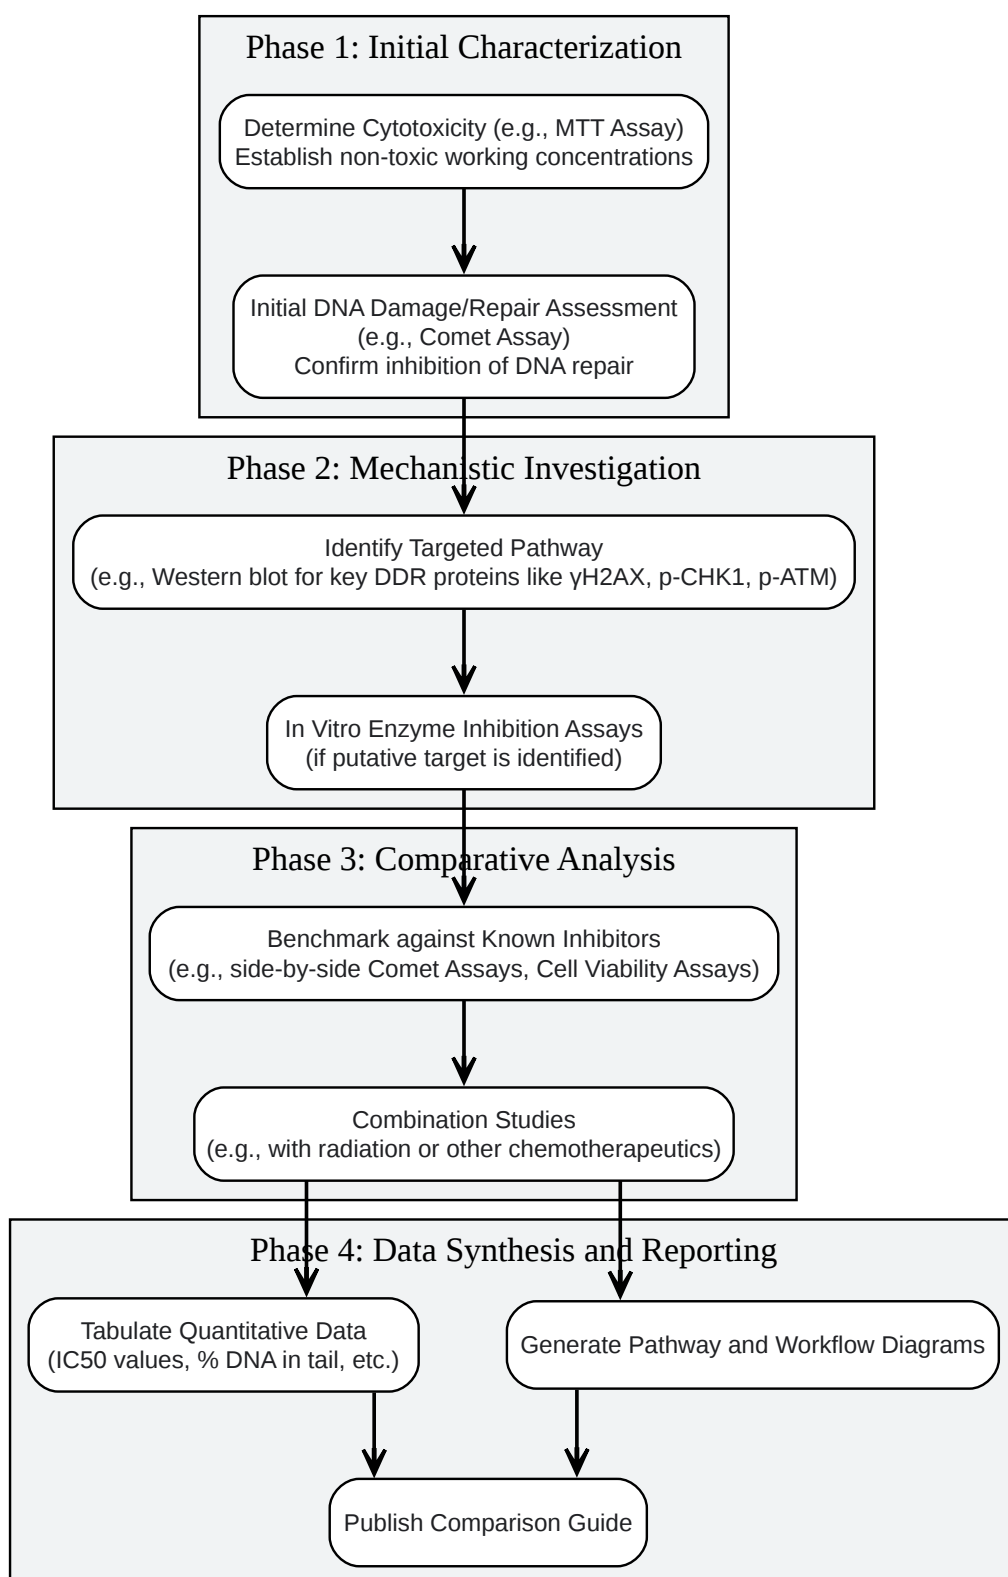 Phase 1: Initial Characterization
Determine Cytotoxicity (e.g., MTT Assay)
Establish non-toxic working concentrations
Initial DNA Damage/Repair Assessment
(e.g., Comet Assay)
Confirm inhibition of DNA repair
Phase 2: Mechanistic Investigation
Identify Targeted Pathway
(e.g., Western blot for key DDR proteins like γH2AX, p-CHK1, p-ATM)
In Vitro Enzyme Inhibition Assays
(if putative target is identified)
Phase 3: Comparative Analysis
Benchmark against Known Inhibitors
(e.g., side-by-side Comet Assays, Cell Viability Assays)
Combination Studies
(e.g., with radiation or other chemotherapeutics)
Phase 4: Data Synthesis and Reporting
Tabulate Quantitative Data
(IC50 values, % DNA in tail, etc.)
Generate Pathway and Workflow Diagrams
Publish Comparison Guide